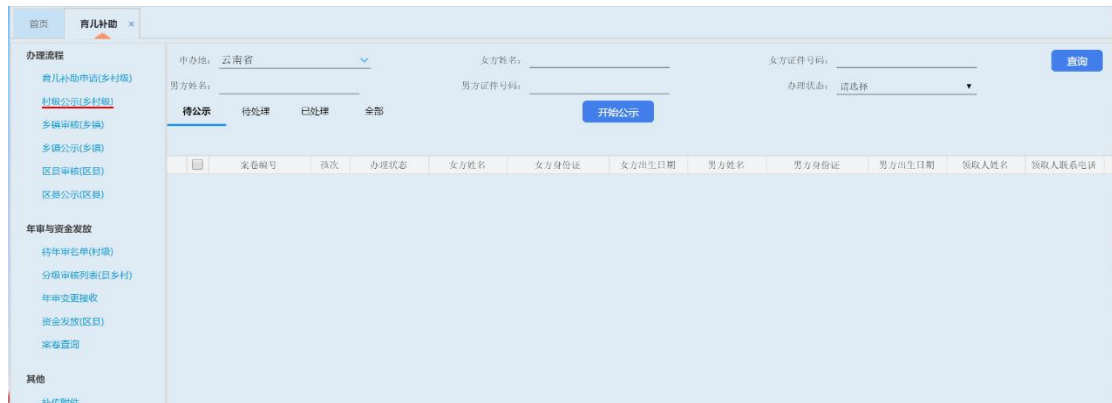 首页 育儿补助 ×
办理流程
育儿补助申请(乡村级)
村级公示(乡村级)
乡镇审核(乡镇)
乡镇公示(乡镇)
区县审核(区县)
区县公示(区县)
年审与资金发放
待年审名单(村级)
分级审核列表(县乡村)
年审变更接收
资金发放(区县)
案卷查询
其他
补传附件
申办地： 云南省 女方姓名： 女方证件号码： 查询
男方姓名： 男方证件号码： 办理状态： 请选择
待公示 待处理 已处理 全部 开始公示
案卷编号 孩次 办理状态 女方姓名 女方身份证 女方出生日期 男方姓名 男方身份证 男方出生日期 领取人姓名 领取人联系电话